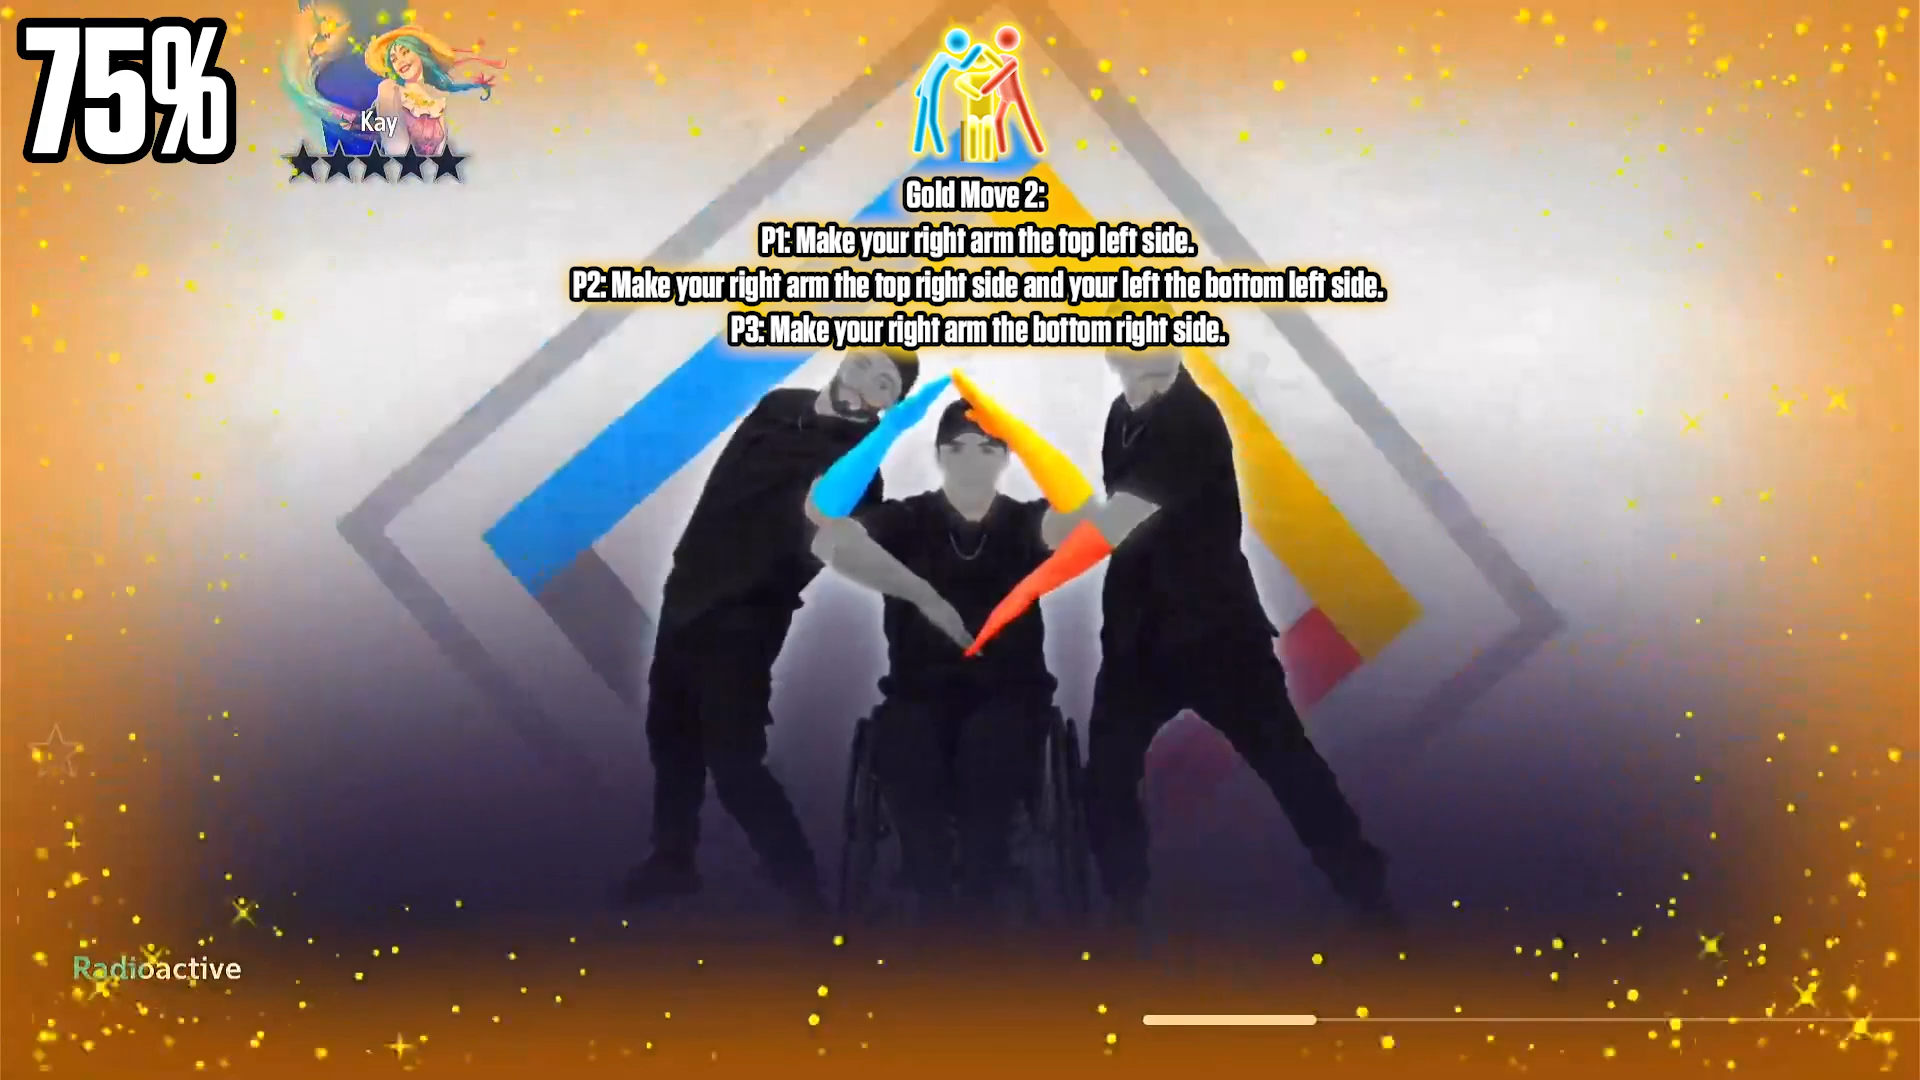 75%
Kay
Gold Move 2:
P1: Make your right arm the top left side.
P2: Make your right arm the top right side and your left the bottom left side.
P3: Make your right arm the bottom right side.
Radioactive